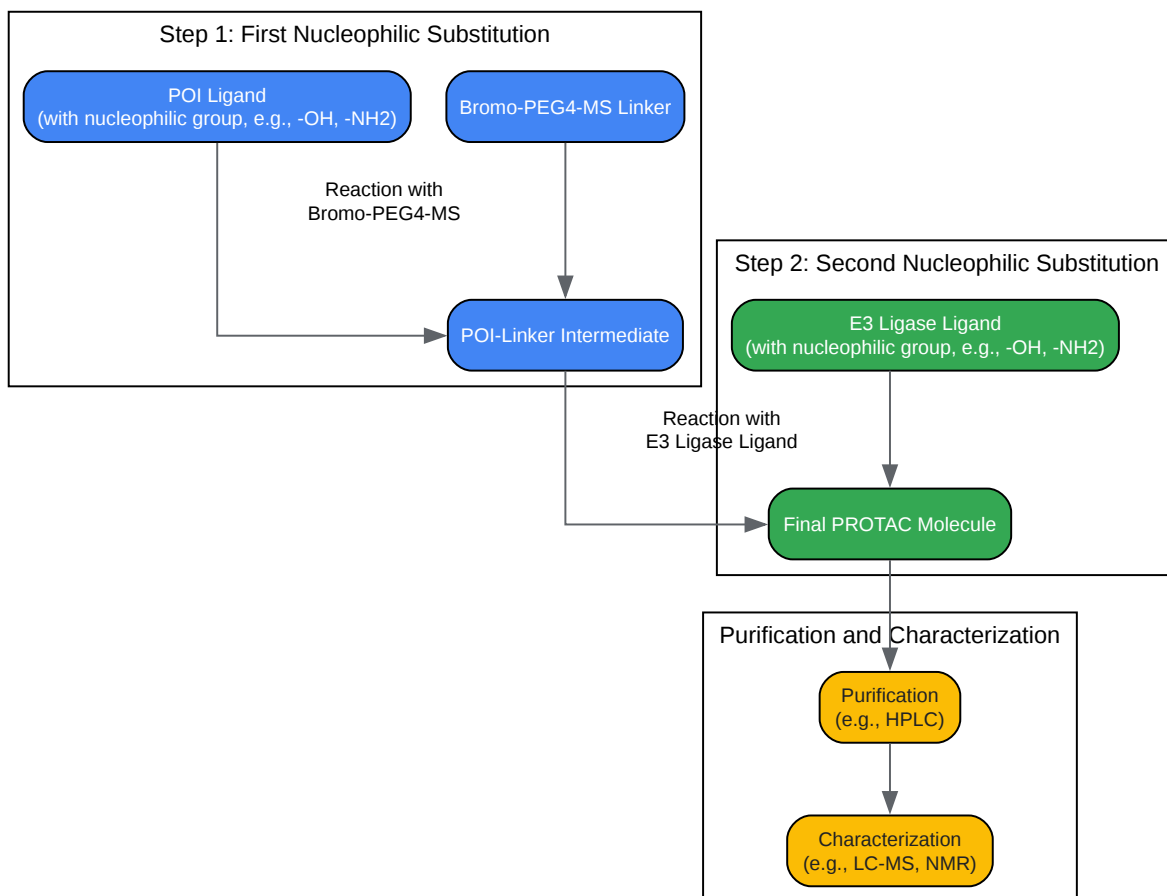 Step 1: First Nucleophilic Substitution
POI Ligand
(with nucleophilic group, e.g., -OH, -NH2)
Bromo-PEG4-MS Linker
Reaction with
Bromo-PEG4-MS
POI-Linker Intermediate
Step 2: Second Nucleophilic Substitution
E3 Ligase Ligand
(with nucleophilic group, e.g., -OH, -NH2)
Reaction with
E3 Ligase Ligand
Final PROTAC Molecule
Purification and Characterization
Purification
(e.g., HPLC)
Characterization
(e.g., LC-MS, NMR)